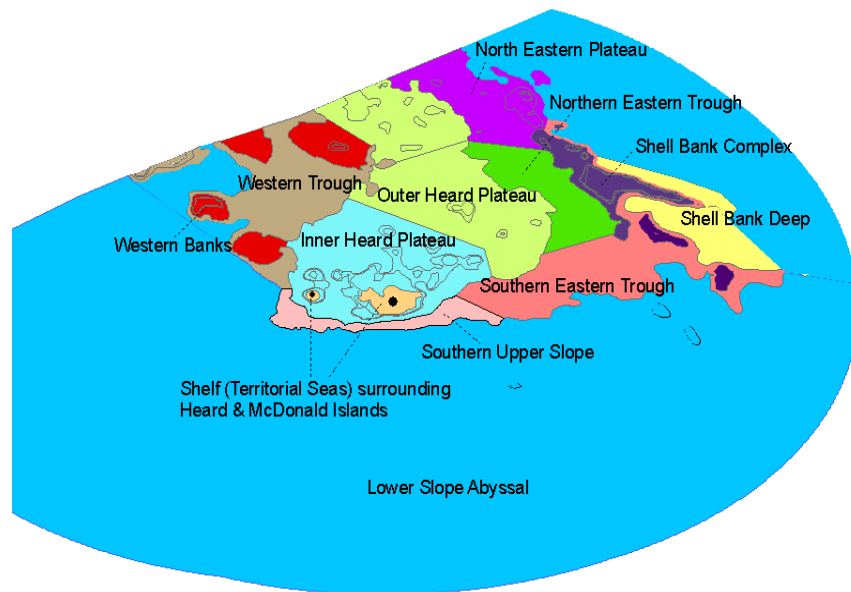 North Eastern Plateau
Northern Eastern Trough
Shell Bank Complex
Western Trough
Outer Heard Plateau
Shell Bank Deep
Western Banks
Inner Heard Plateau
Southern Eastern Trough
Southern Upper Slope
Shelf (Territorial Seas) surrounding
Heard & McDonald Islands
Lower Slope Abyssal